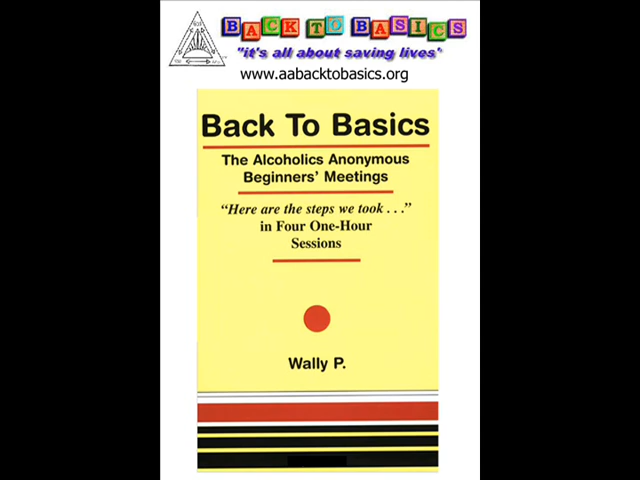 BACK TO BASICS
"it's all about saving lives"
www.aabacktobasics.org
Back To Basics
The Alcoholics Anonymous
Beginners' Meetings
"Here are the steps we took . . ."
in Four One-Hour
Sessions
Wally P.